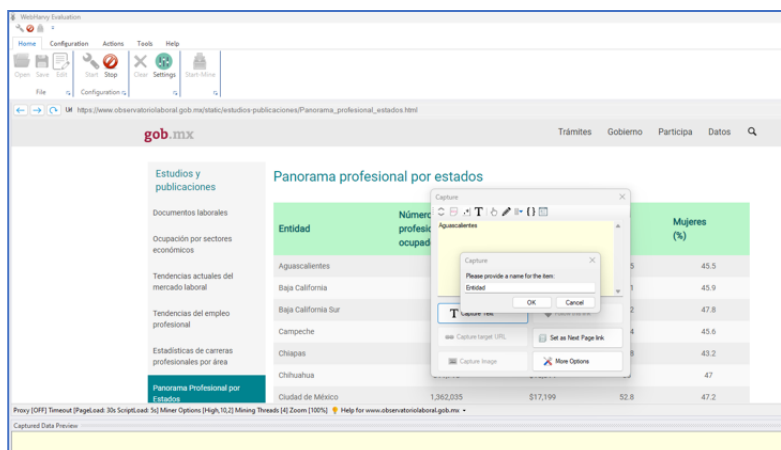 WebHarvy Evaluation
Home Configuration Actions Tools Help
Open Save Edit Start Stop Clear Settings Start-Mine
File Configuration
https://www.observatoriolaboral.gob.mx/static/estudios-publicaciones/Panorama_profesional_estados.html
gob.mx Trámites Gobierno Participa Datos
Estudios y
publicaciones
Panorama profesional por estados
Documentos laborales
Ocupación por sectores
económicos
Tendencias actuales del
mercado laboral
Tendencias del empleo
profesional
Estadísticas de carreras
profesionales por área
Panorama Profesional por
Estados
Entidad
Mujeres
(%)
Aguascalientes 45.5
Baja California 45.9
Baja California Sur 47.8
Campeche 45.6
Chiapas 43.2
Chihuahua 47
Ciudad de México 1,362,035 $17,199 52.8 47.2
Capture
Aguascalientes
Capture
Please provide a name for the item:
Entidad
OK Cancel
Capture Text
Capture target URL Set as Next Page link
Capture Image More Options
Proxy [OFF] Timeout [PageLoad: 30s ScriptLoad: 5s] Miner Options [High,10,2] Mining Threads [4] Zoom [100%] Help for www.observatoriolaboral.gob.mx
Captured Data Preview